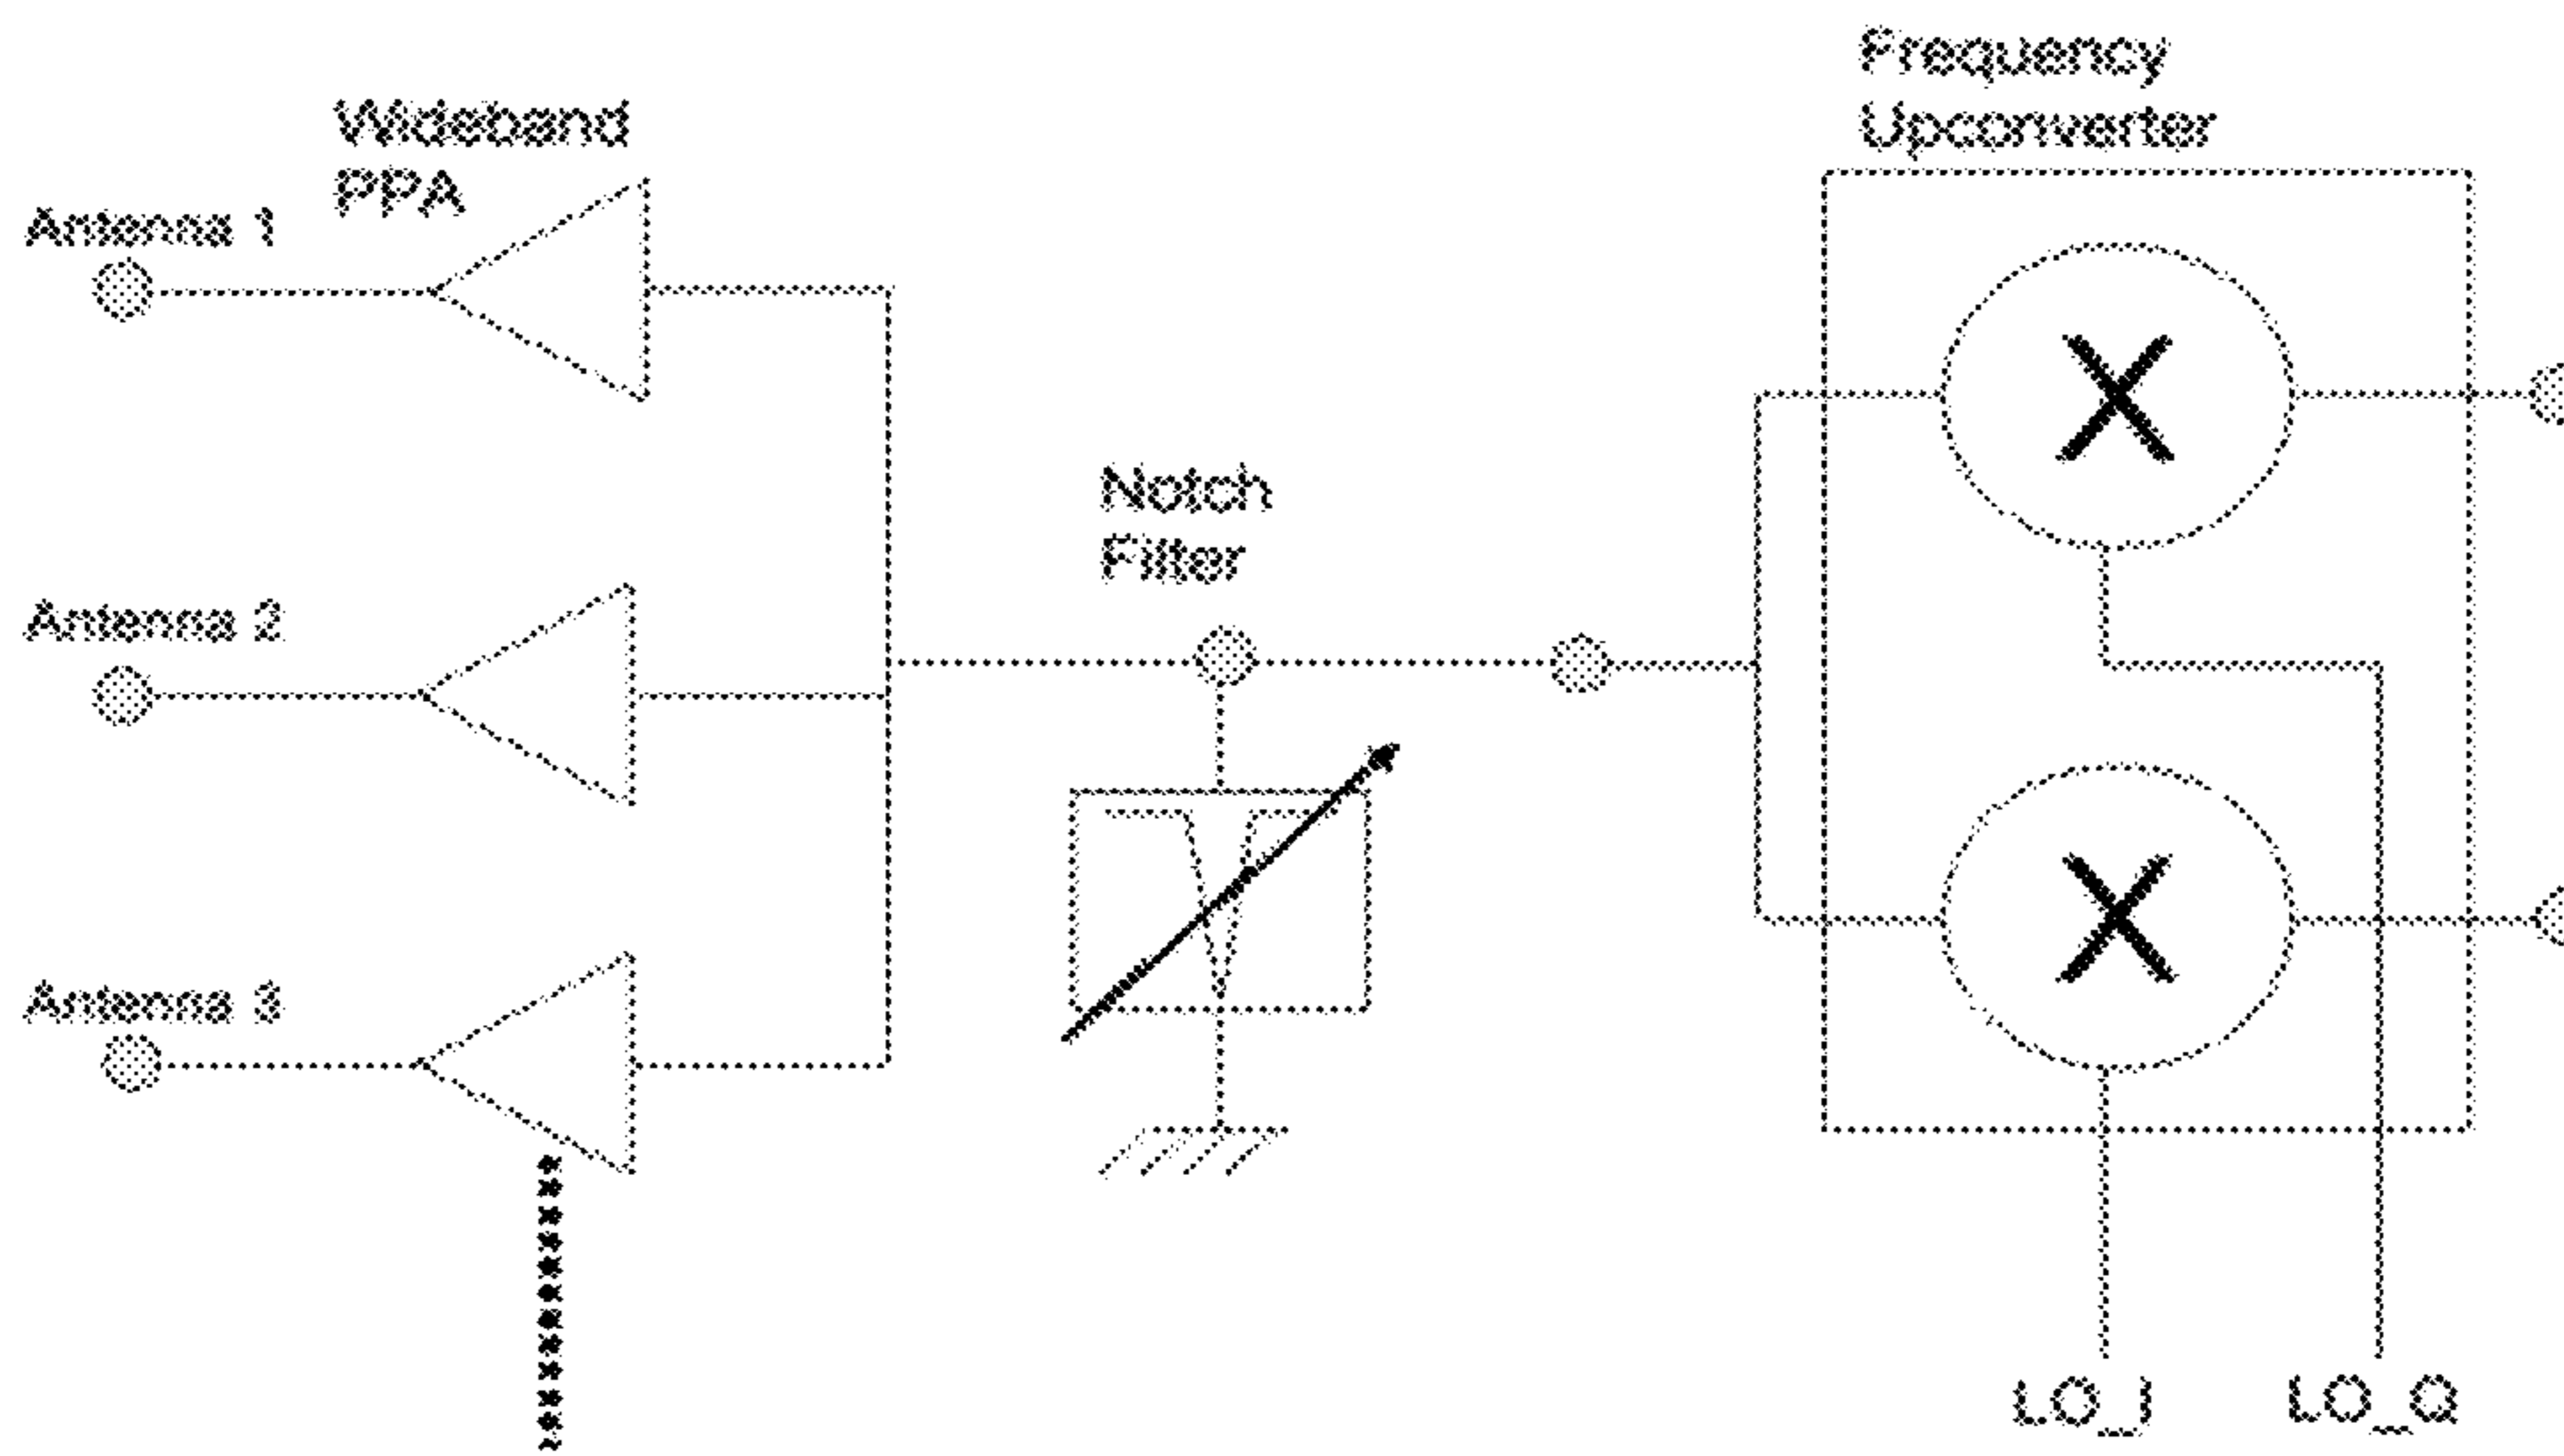 Frequency
Upconverter
Wideband
PPA
Antenna 1
Notch
Filter
Antenna 2
Antenna 3
LO_I
LO_Q